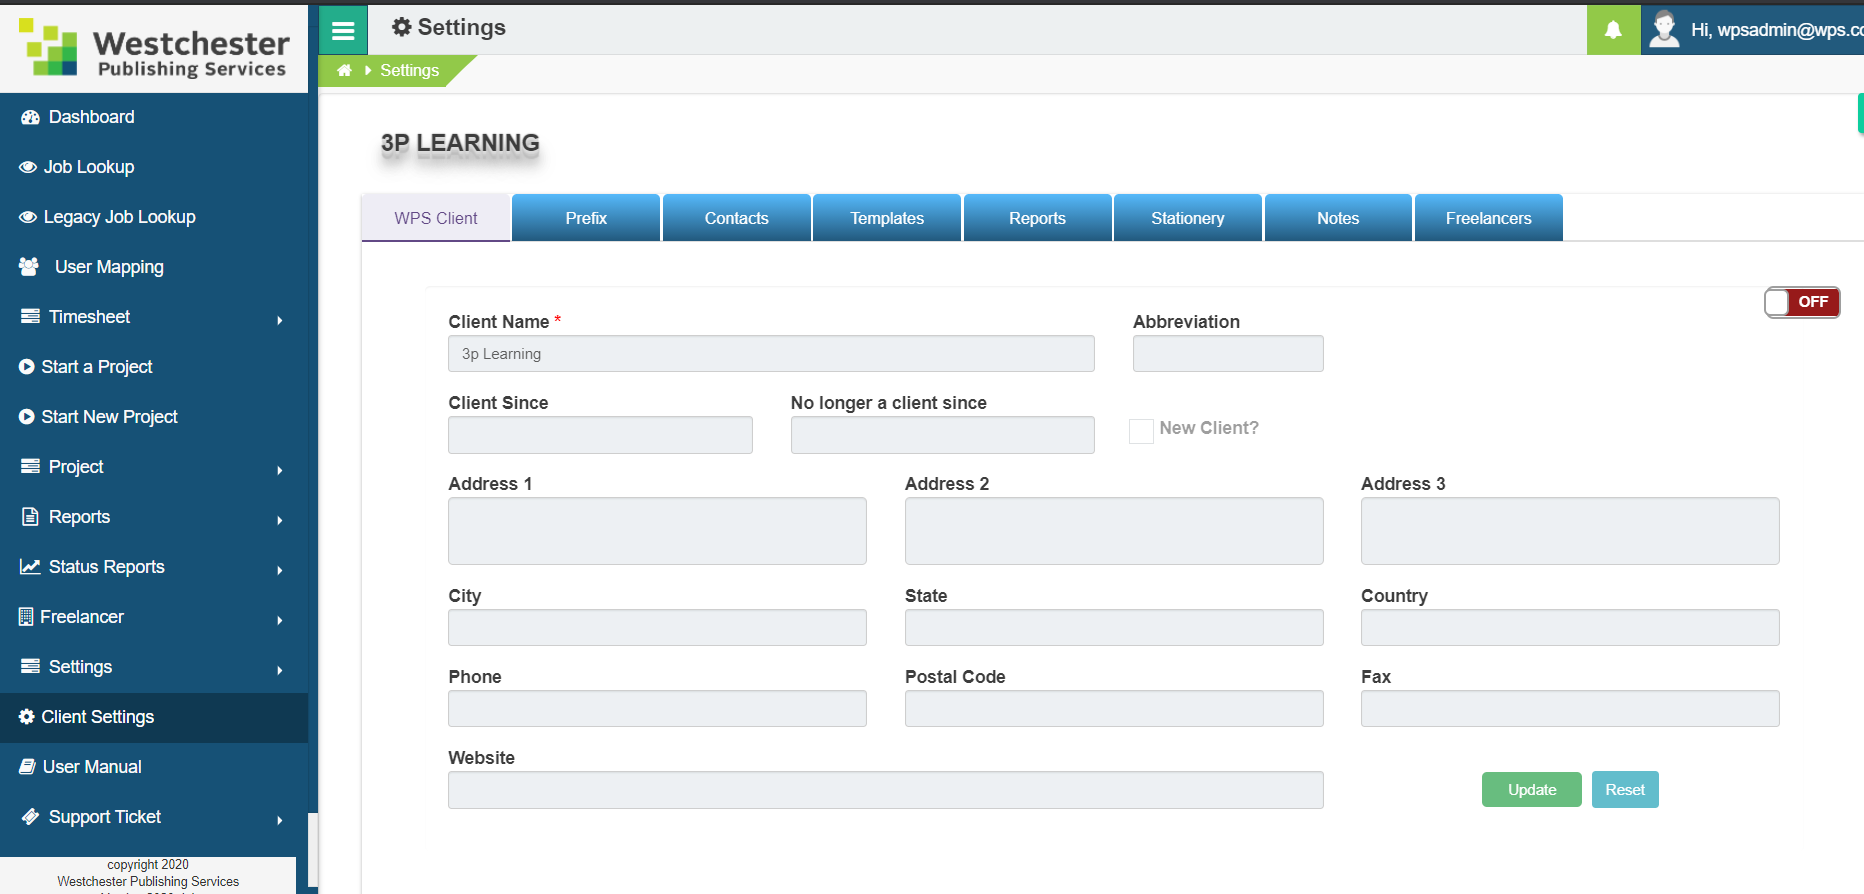 Westchester
Publishing Services
Settings
Hi, wpsadmin@wps.co
Settings
Dashboard
Job Lookup
Legacy Job Lookup
User Mapping
Timesheet
Start a Project
Start New Project
Project
Reports
Status Reports
Freelancer
Settings
Client Settings
User Manual
Support Ticket
copyright 2020
Westchester Publishing Services
3P LEARNING
WPS Client
Prefix
Contacts
Templates
Reports
Stationery
Notes
Freelancers
OFF
Client Name *
Abbreviation
3p Learning
Client Since
No longer a client since
New Client?
Address 1
Address 2
Address 3
City
State
Country
Phone
Postal Code
Fax
Website
Update
Reset